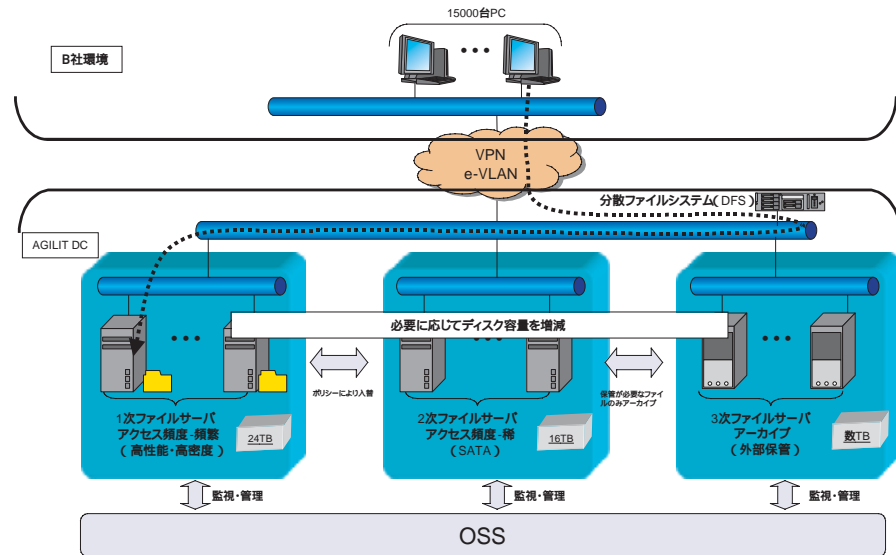 15000台PC
B社環境
VPN
e-VLAN
分散ファイルシステム(DFS)
AGILIT DC
必要に応じてディスク容量を増減
ポリシーにより入替
保管が必要なファイ
ルのみアーカイブ
1次ファイルサーバ
アクセス頻度-頻繁
(高性能・高密度)
24TB
2次ファイルサーバ
アクセス頻度-稀
(SATA)
16TB
3次ファイルサーバ
アーカイブ
(外部保管)
数TB
監視・管理
監視・管理
監視・管理
OSS